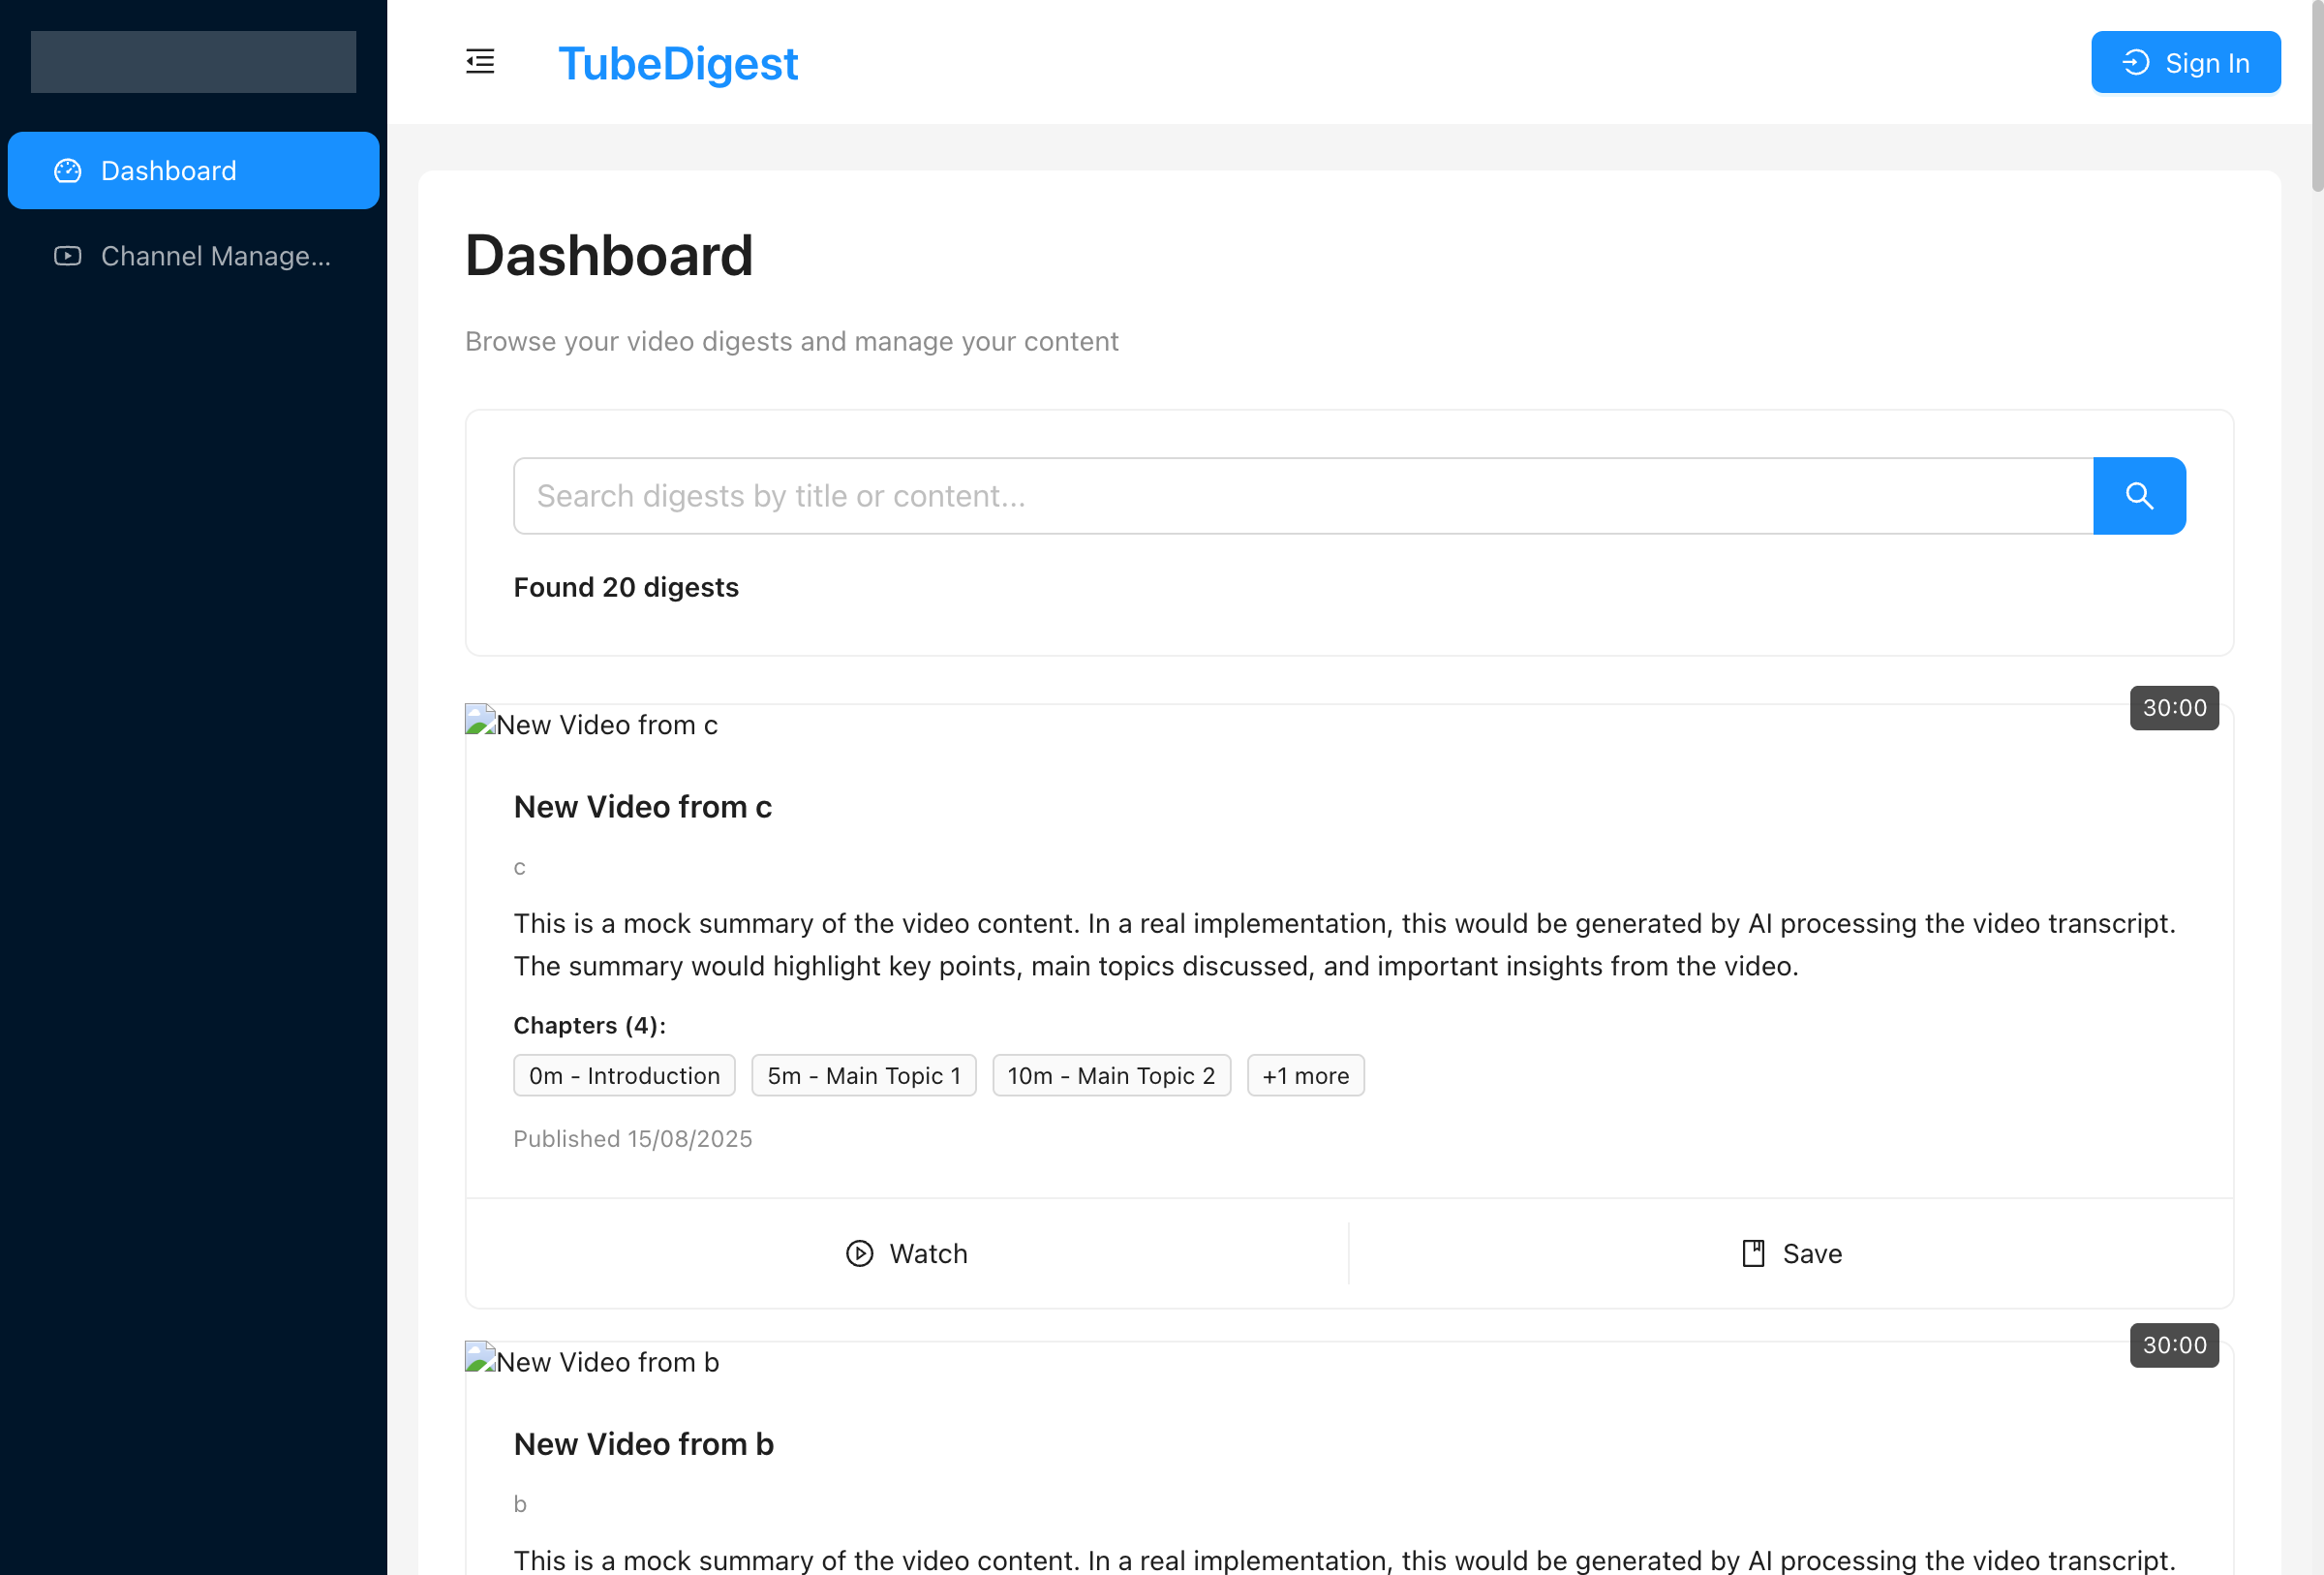 TubeDigest
Sign In
Dashboard
Channel Manage...
Dashboard
Browse your video digests and manage your content
Search digests by title or content...
Found 20 digests
New Video from c
30:00
New Video from c
c
This is a mock summary of the video content. In a real implementation, this would be generated by AI processing the video transcript.
The summary would highlight key points, main topics discussed, and important insights from the video.
Chapters (4):
0m - Introduction
5m - Main Topic 1
10m - Main Topic 2
+1 more
Published 15/08/2025
Watch
Save
New Video from b
30:00
New Video from b
b
This is a mock summary of the video content. In a real implementation, this would be generated by AI processing the video transcript.